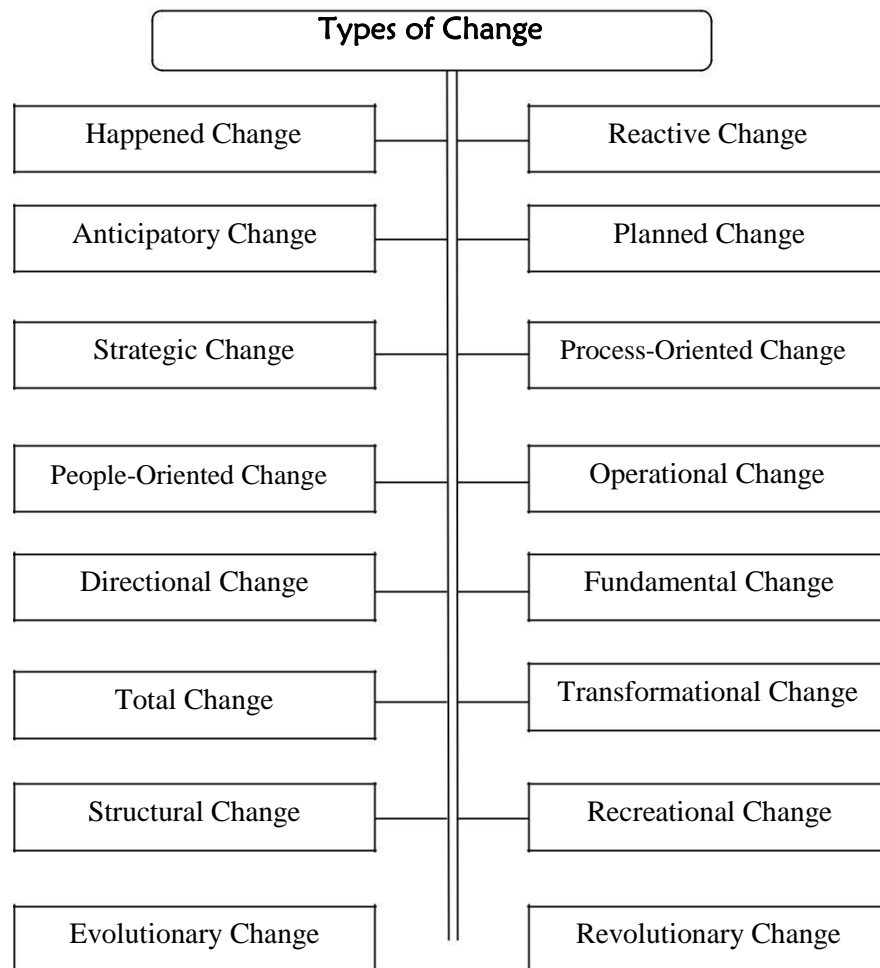 Types of Change
Happened Change
Reactive Change
Anticipatory Change
Planned Change
Strategic Change
Process-Oriented Change
People-Oriented Change
Operational Change
Directional Change
Fundamental Change
Total Change
Transformational Change
Structural Change
Recreational Change
Evolutionary Change
Revolutionary Change